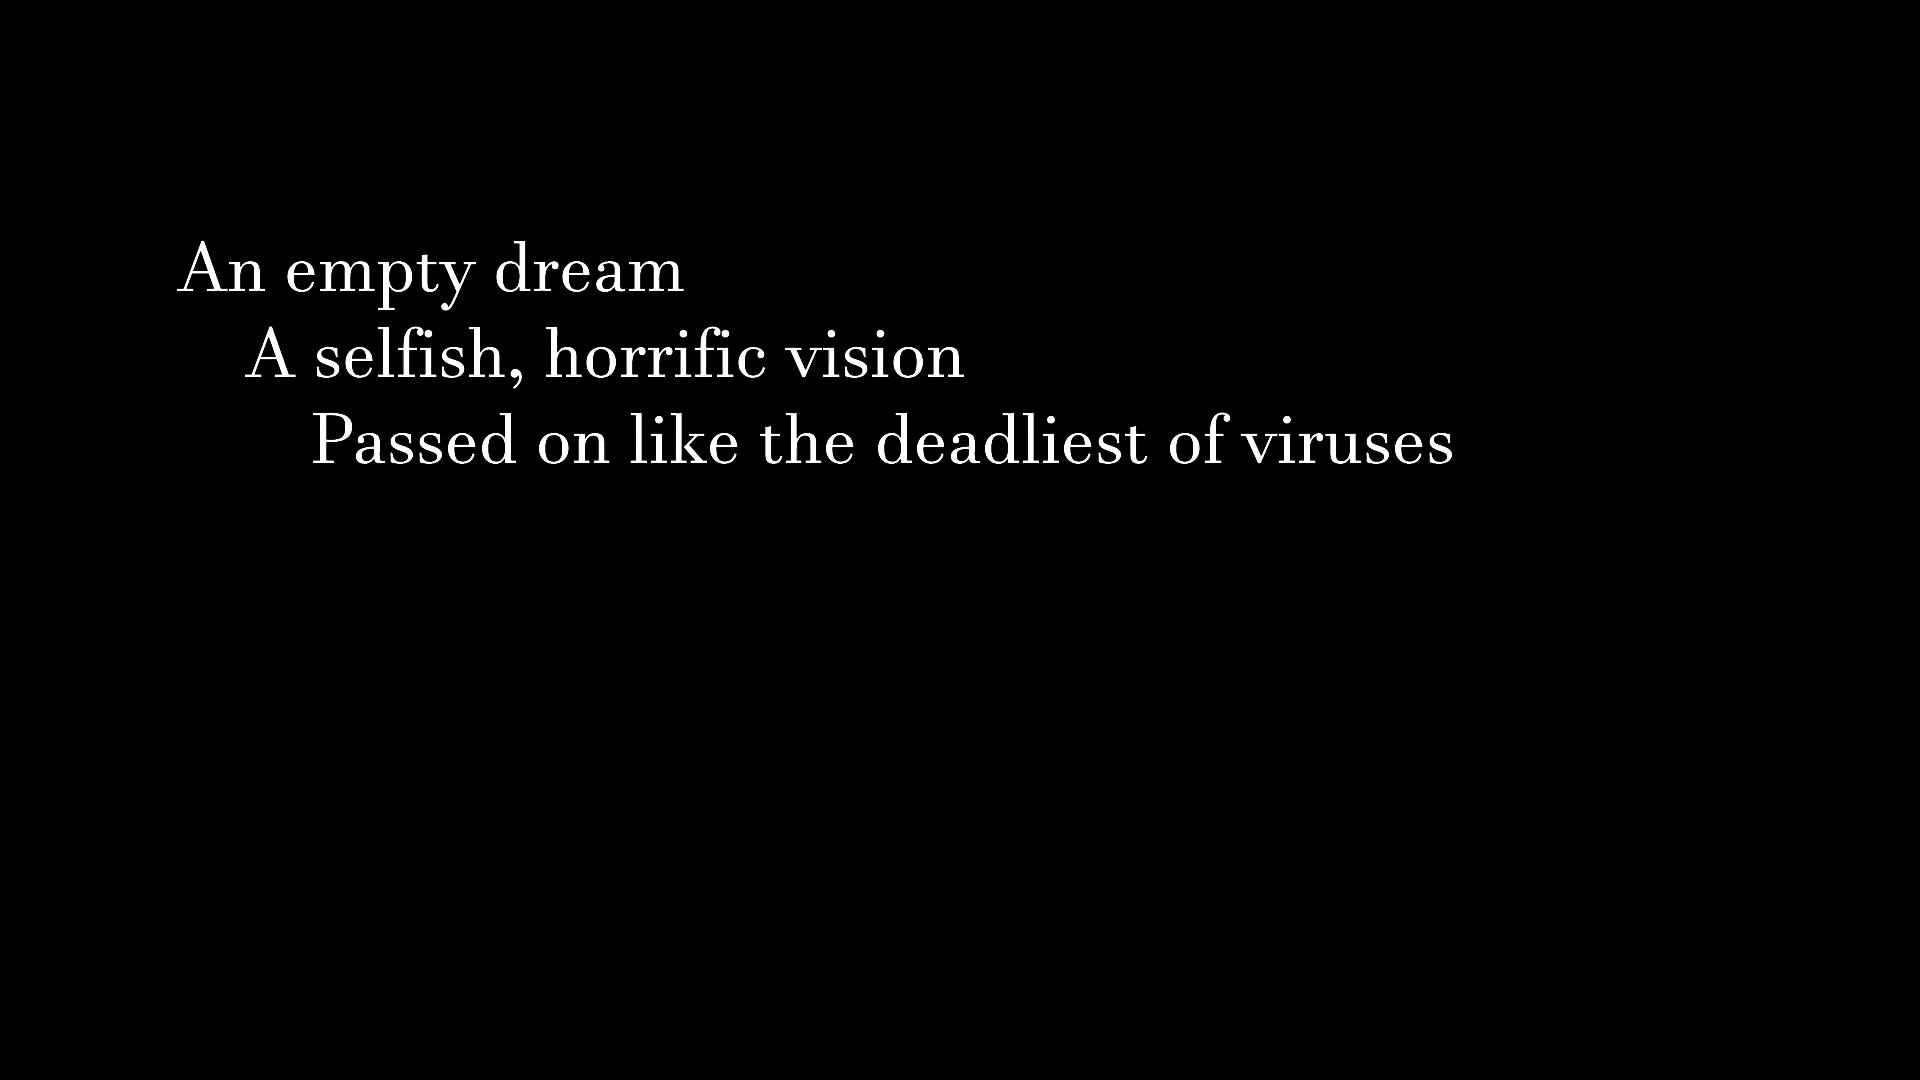 An empty dream
A selfish, horrific vision
Passed on like the deadliest of viruses